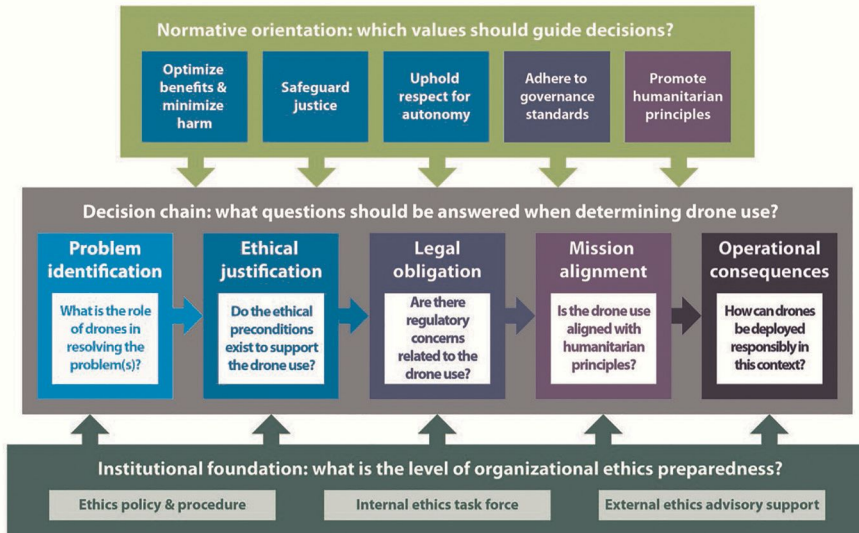 Normative orientation: which values should guide decisions?
Optimize
benefits &
minimize
harm
Safeguard
justice
Uphold
respect for
autonomy
Adhere to
governance
standards
Promote
humanitarian
principles
Decision chain: what questions should be answered when determining drone use?
Problem
identification
What is the role
of drones in
resolving the
problem(s)?
Ethical
justification
Do the ethical
preconditions
exist to support
the drone use?
Legal
obligation
Are there
regulatory
concerns
related to the
drone use?
Mission
alignment
Is the drone use
aligned with
humanitarian
principles?
Operational
consequences
How can drones
be deployed
responsibly in
this context?
Institutional foundation: what is the level of organizational ethics preparedness?
Ethics policy & procedure
Internal ethics task force
External ethics advisory support